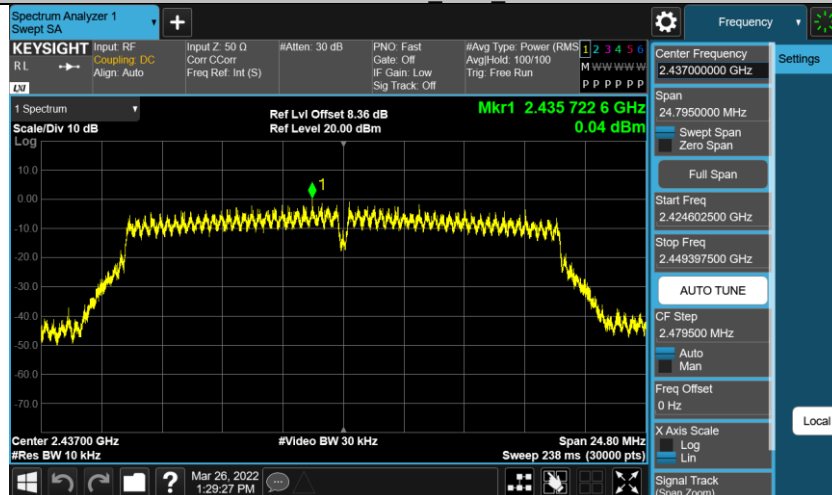 Spectrum Analyzer 1
Swept SA
Frequency
KEYSIGHT
RL
LXI
Input: RF
Coupling: DC
Align: Auto
Input Z: 50 Ω
Corr CCorr
Freq Ref: Int (S)
#Atten: 30 dB
PNO: Fast
Gate: Off
IF Gain: Low
Sig Track: Off
#Avg Type: Power (RMS
Avg|Hold: 100/100
Trig: Free Run
1 2 3 4 5 6
M W W W W W
P P P P P P
1 Spectrum
Scale/Div 10 dB
Log
Ref Lvl Offset 8.36 dB
Ref Level 20.00 dBm
Mkr1 2.435 722 6 GHz
0.04 dBm
1
10.0
0.00
-10.0
-20.0
-30.0
-40.0
-50.0
-60.0
-70.0
Center 2.43700 GHz
#Res BW 10 kHz
#Video BW 30 kHz
Span 24.80 MHz
Sweep 238 ms (30000 pts)
?
Mar 26, 2022
1:29:27 PM
Center Frequency
2.437000000 GHz
Span
24.7950000 MHz
Swept Span
Zero Span
Full Span
Start Freq
2.424602500 GHz
Stop Freq
2.449397500 GHz
AUTO TUNE
CF Step
2.479500 MHz
Auto
Man
Freq Offset
0 Hz
X Axis Scale
Log
Lin
Signal Track
(Span Zoom)
Settings
Local